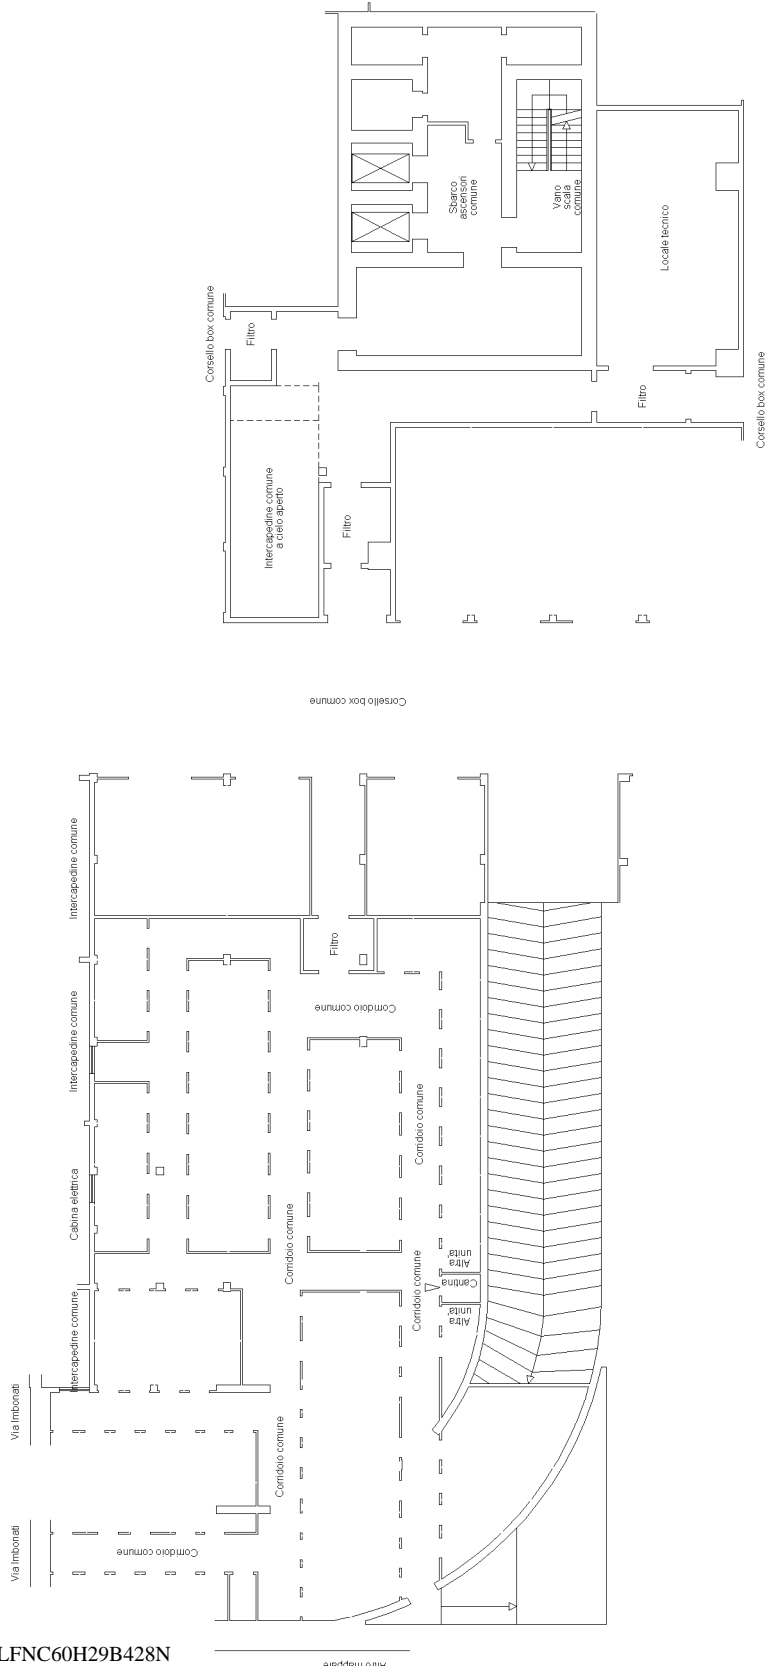 Sbarco
ascensori
comune
Vano
scala
comune
Locale tecnico
Corsello box comune
Filtro
Filtro
Corsello box comune
Intercapedine comune
a cielo aperto
Filtro
Corsello box comune
Intercapedine comune
Filtro
Corridoio comune
Intercapedine comune
Corridoio comune
Cabina elettrica
Corridoio comune
Altra
unita'
Cantina
Altra
unita'
Corridoio comune
Intercapedine comune
Via Imbonati
Corridoio comune
Via Imbonati
Corridoio comune
LFNC60H29B428N
Altro mappale